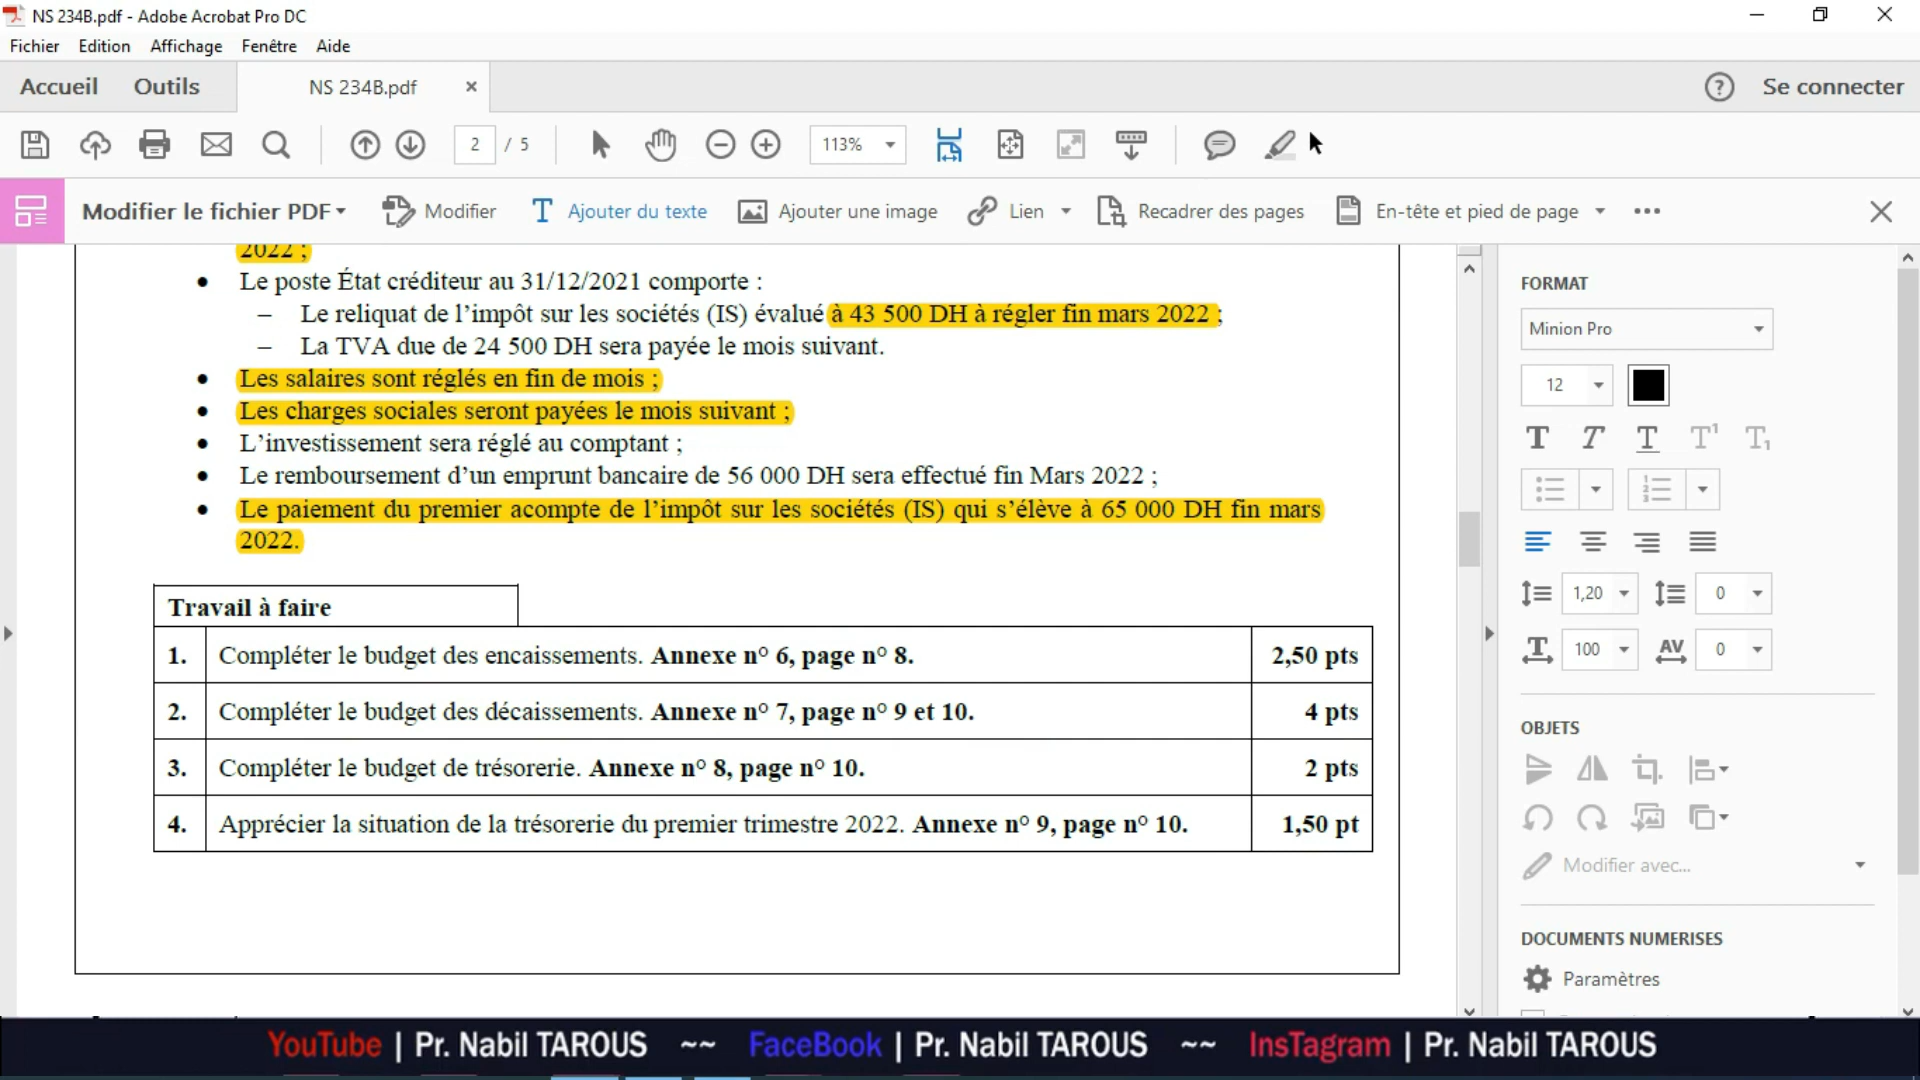 NS 234B.pdf - Adobe Acrobat Pro DC
Fichier Edition Affichage Fenêtre Aide
Accueil Outils NS 234B.pdf × ? Se connecter
2 / 5 113%
Modifier le fichier PDF Modifier Ajouter du texte Ajouter une image Lien Recadrer des pages En-tête et pied de page
2022 ;
• Le poste État créditeur au 31/12/2021 comporte :
– Le reliquat de l’impôt sur les sociétés (IS) évalué à 43 500 DH à régler fin mars 2022 ;
– La TVA due de 24 500 DH sera payée le mois suivant.
• Les salaires sont réglés en fin de mois ;
• Les charges sociales seront payées le mois suivant ;
• L’investissement sera réglé au comptant ;
• Le remboursement d’un emprunt bancaire de 56 000 DH sera effectué fin Mars 2022 ;
• Le paiement du premier acompte de l’impôt sur les sociétés (IS) qui s’élève à 65 000 DH fin mars
2022.
Travail à faire
1. Compléter le budget des encaissements. Annexe n° 6, page n° 8. 2,50 pts
2. Compléter le budget des décaissements. Annexe n° 7, page n° 9 et 10. 4 pts
3. Compléter le budget de trésorerie. Annexe n° 8, page n° 10. 2 pts
4. Apprécier la situation de la trésorerie du premier trimestre 2022. Annexe n° 9, page n° 10. 1,50 pt
FORMAT
Minion Pro
12
T T T T1 T1
1,20 0
100 AV 0
OBJETS
Modifier avec...
DOCUMENTS NUMERISES
Paramètres
YouTube | Pr. Nabil TAROUS ~~ FaceBook | Pr. Nabil TAROUS ~~ InsTagram | Pr. Nabil TAROUS